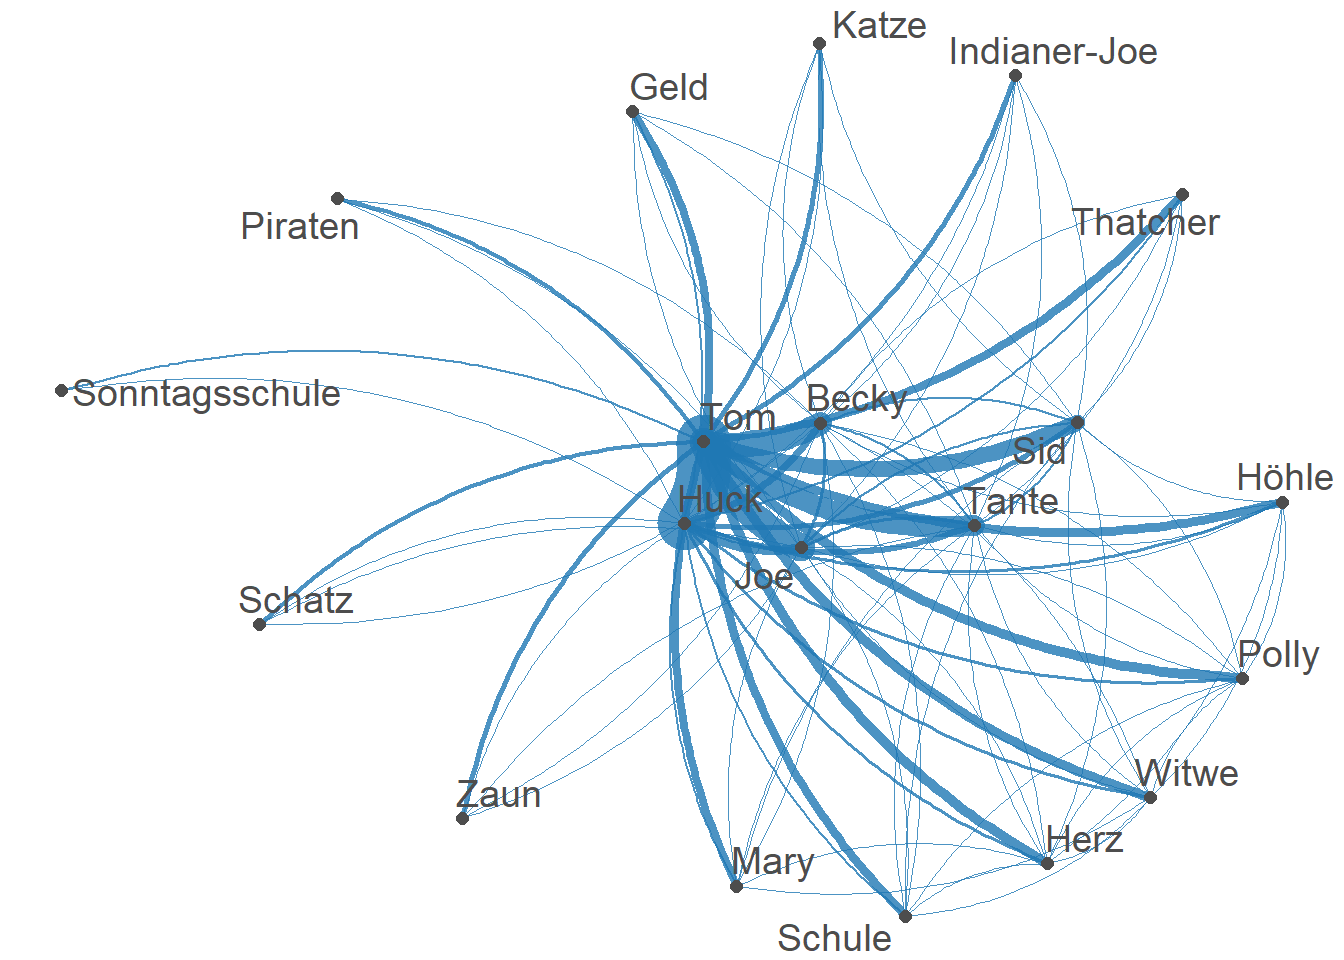 Katze
Indianer-Joe
Geld
Piraten
Thatcher
Sonntagsschule
Becky
Tom
Sid
Höhle
Huck
Tante
Joe
Schatz
Polly
Witwe
Zaun
Herz
Mary
Schule